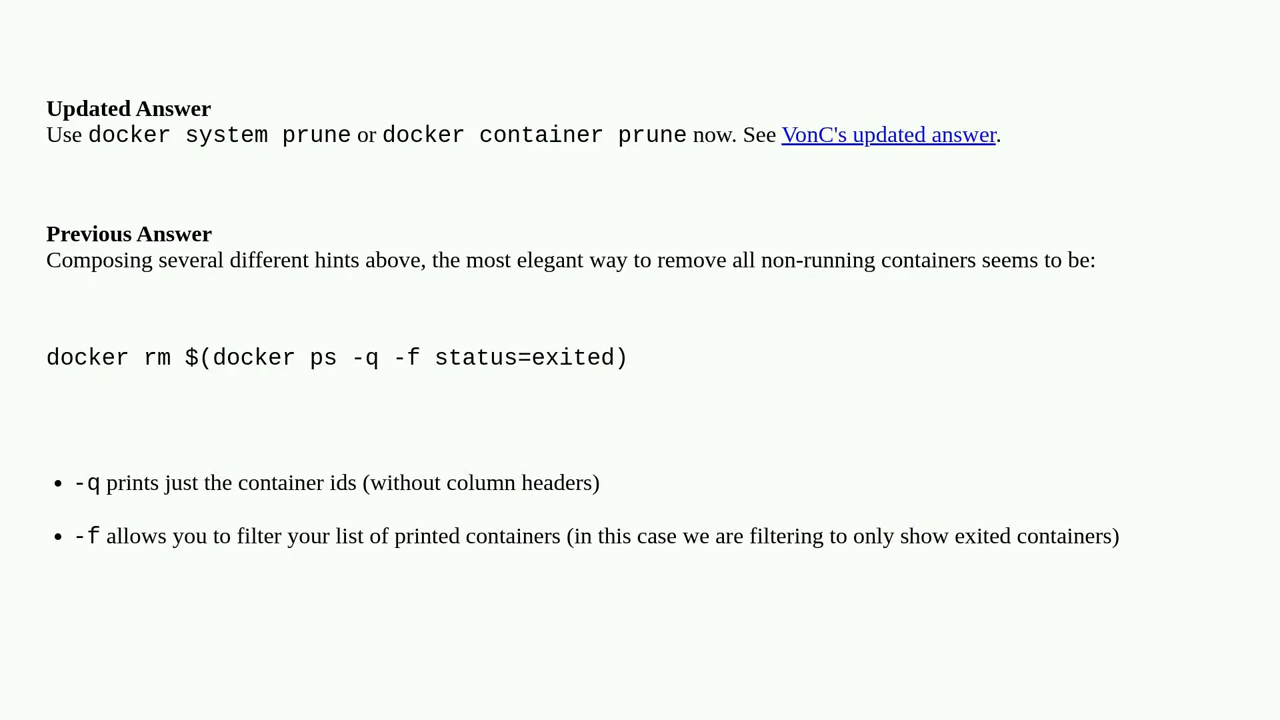 Updated Answer
Use docker system prune or docker container prune now. See VonC's updated answer.
Previous Answer
Composing several different hints above, the most elegant way to remove all non-running containers seems to be:
docker rm $(docker ps -q -f status=exited)
• -q prints just the container ids (without column headers)
• -f allows you to filter your list of printed containers (in this case we are filtering to only show exited containers)